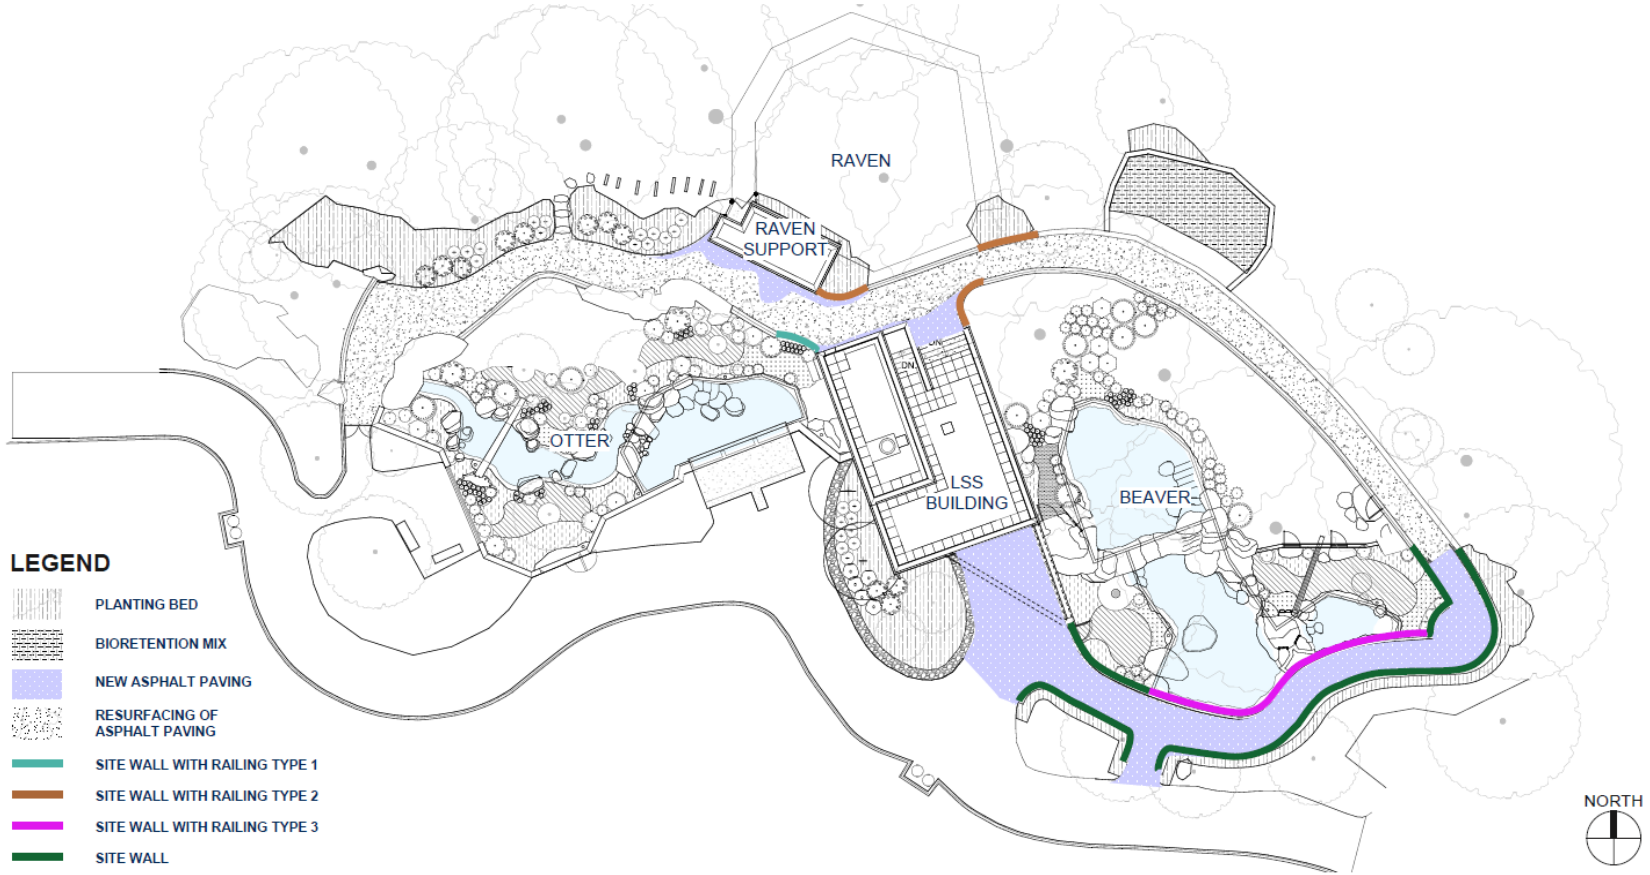 RAVEN
RAVEN
SUPPORT
DN.
DN.
OTTER
LSS
BUILDING
BEAVER
LEGEND
PLANTING BED
BIORETENTION MIX
NEW ASPHALT PAVING
RESURFACING OF
ASPHALT PAVING
SITE WALL WITH RAILING TYPE 1
SITE WALL WITH RAILING TYPE 2
SITE WALL WITH RAILING TYPE 3
SITE WALL
NORTH